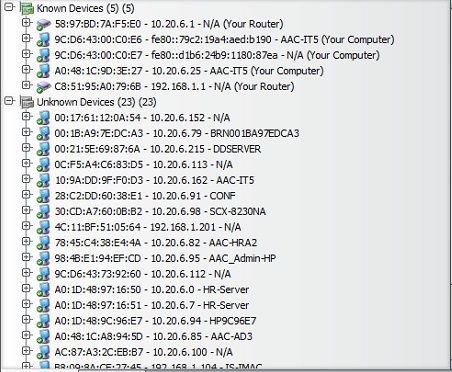 Known Devices (5) (5)
58:97:BD:7A:F5:E0 - 10.20.6.1 - N/A (Your Router)
9C:D6:43:00:C0:E6 - fe80::79c2:19a4:aed:b190 - AAC-IT5 (Your Computer)
9C:D6:43:00:C0:E7 - fe80::d1b6:24b9:1180:87ea - N/A (Your Computer)
A0:48:1C:9D:3E:27 - 10.20.6.25 - AAC-IT5 (Your Computer)
C8:51:95:A0:79:6B - 192.168.1.1 - N/A (Your Router)
Unknown Devices (23) (23)
00:17:61:12:0A:54 - 10.20.6.152 - N/A
00:1B:A9:7E:DC:A3 - 10.20.6.79 - BRN001BA97EDCA3
00:21:5E:69:87:6A - 10.20.6.215 - DDSERVER
0C:F5:A4:C6:83:D5 - 10.20.6.113 - N/A
10:9A:DD:9F:F0:D3 - 10.20.6.162 - AAC-IT5
28:C2:DD:60:38:E1 - 10.20.6.91 - CONF
30:CD:A7:60:0B:B2 - 10.20.6.98 - SCX-8230NA
4C:11:BF:51:05:64 - 192.168.1.201 - N/A
78:45:C4:38:E4:4A - 10.20.6.82 - AAC-HRA2
98:4B:E1:94:EF:CD - 10.20.6.95 - AAC_Admin-HP
9C:D6:43:73:92:60 - 10.20.6.112 - N/A
A0:1D:48:97:16:50 - 10.20.6.0 - HR-Server
A0:1D:48:97:16:51 - 10.20.6.7 - HR-Server
A0:1D:48:9C:96:E7 - 10.20.6.94 - HP9C96E7
A0:48:1C:A8:94:5D - 10.20.6.85 - AAC-AD3
AC:87:A3:2C:EB:B7 - 10.20.6.100 - N/A
B8:09:8A:CE:27:45 - 192.168.1.104 - IS-IMAC